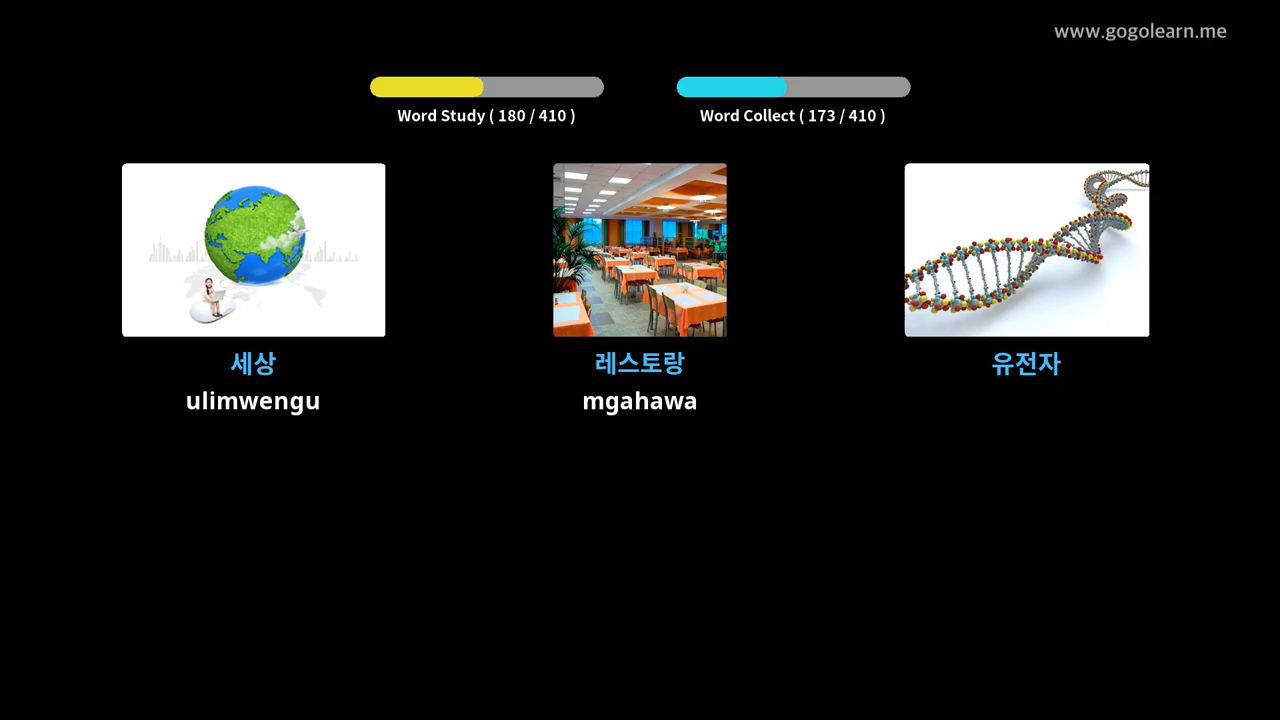 www.gogolearn.me
Word Study ( 180 / 410 )
Word Collect ( 173 / 410 )
세상
ulimwengu
레스토랑
mgahawa
유전자